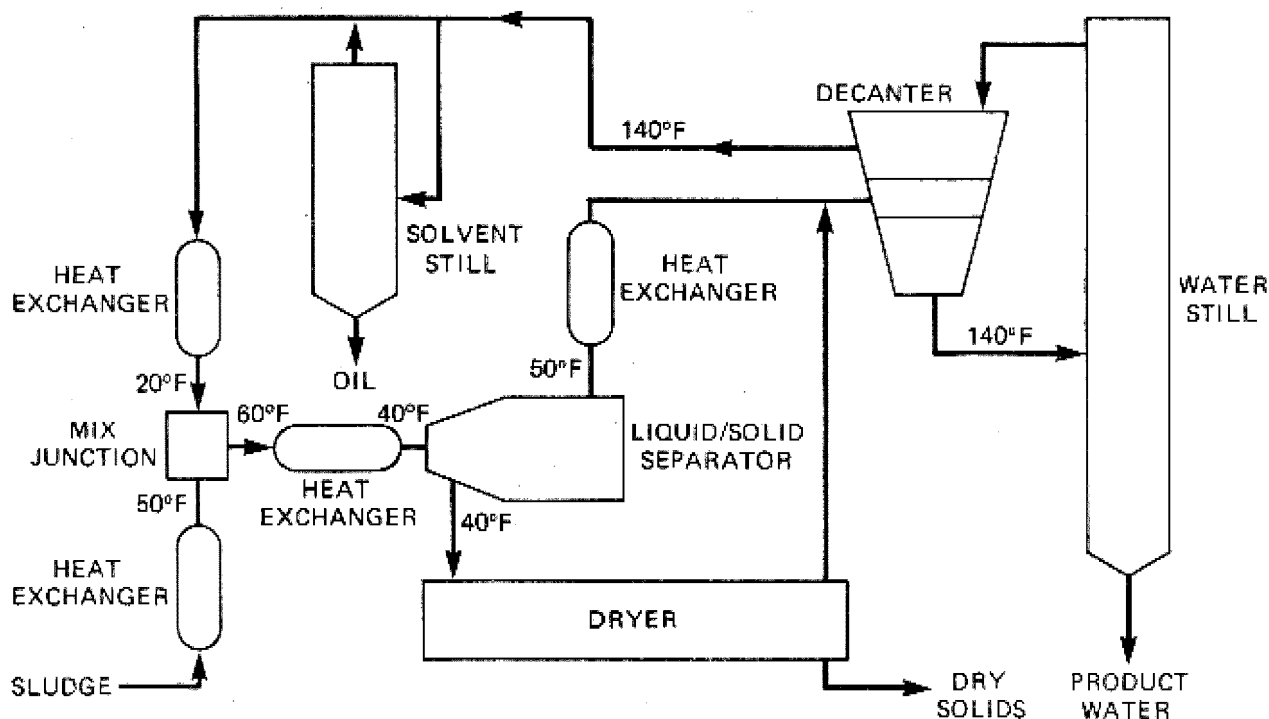 DECANTER
140°F
SOLVENT
STILL
HEAT
EXCHANGER
HEAT
EXCHANGER
WATER
STILL
140°F
20°F
OIL
50°F
MIX
JUNCTION
60°F
40°F
LIQUID/SOLID
SEPARATOR
HEAT
EXCHANGER
50°F
40°F
HEAT
EXCHANGER
DRYER
SLUDGE
DRY
SOLIDS
PRODUCT
WATER